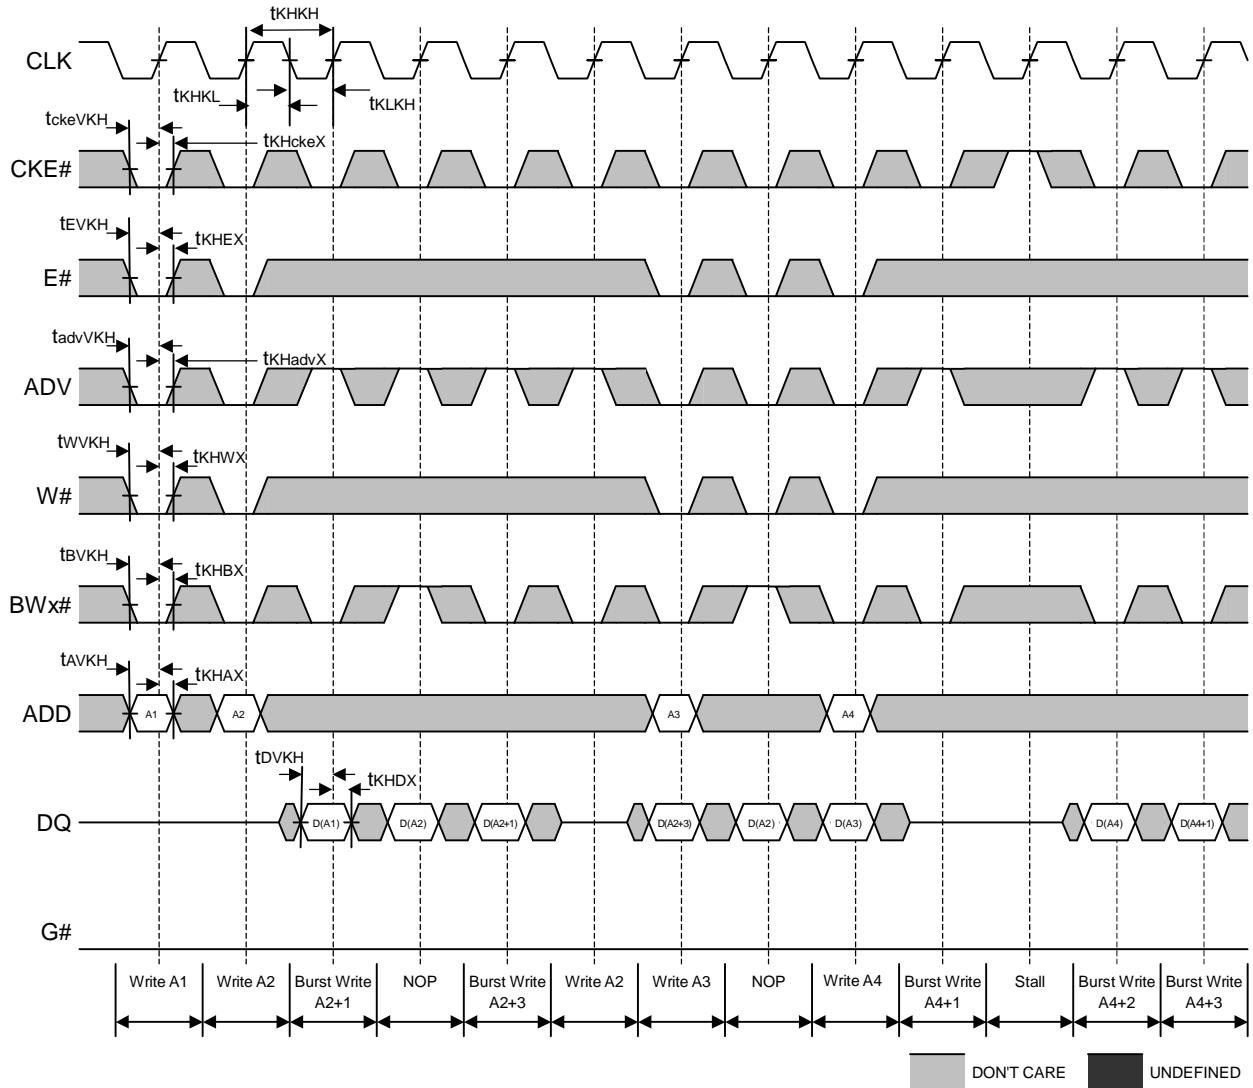 tKHKH
CLK
tKHKL
tKLKH
tckeVKH
tKHckeX
CKE#
tEVKH
tKHEX
E#
tadvVKH
tKHadvX
ADV
tWVKH
tKHWX
W#
tBVKH
tKHBX
BWx#
tAVKH
tKHAX
ADD
A1
A2
A3
A4
tDVKH
tKHDX
DQ
D(A1)
D(A2)
D(A2+1)
D(A2+3)
D(A2)
D(A3)
D(A4)
D(A4+1)
G#
Write A1
Write A2
Burst Write
A2+1
NOP
Burst Write
A2+3
Write A2
Write A3
NOP
Write A4
Burst Write
A4+1
Stall
Burst Write
A4+2
Burst Write
A4+3
DON'T CARE
UNDEFINED